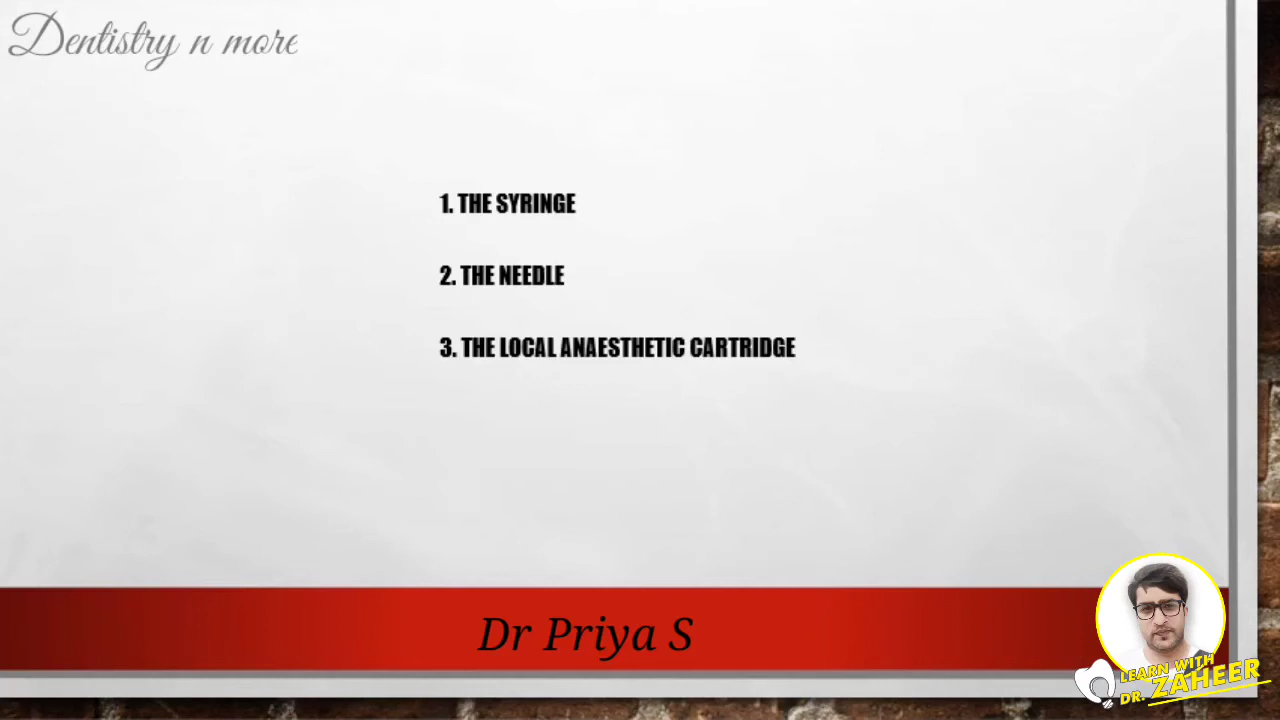 Dentistry n more
1. THE SYRINGE
2. THE NEEDLE
3. THE LOCAL ANAESTHETIC CARTRIDGE
Dr Priya S
LEARN WITH
DR. ZAHEER